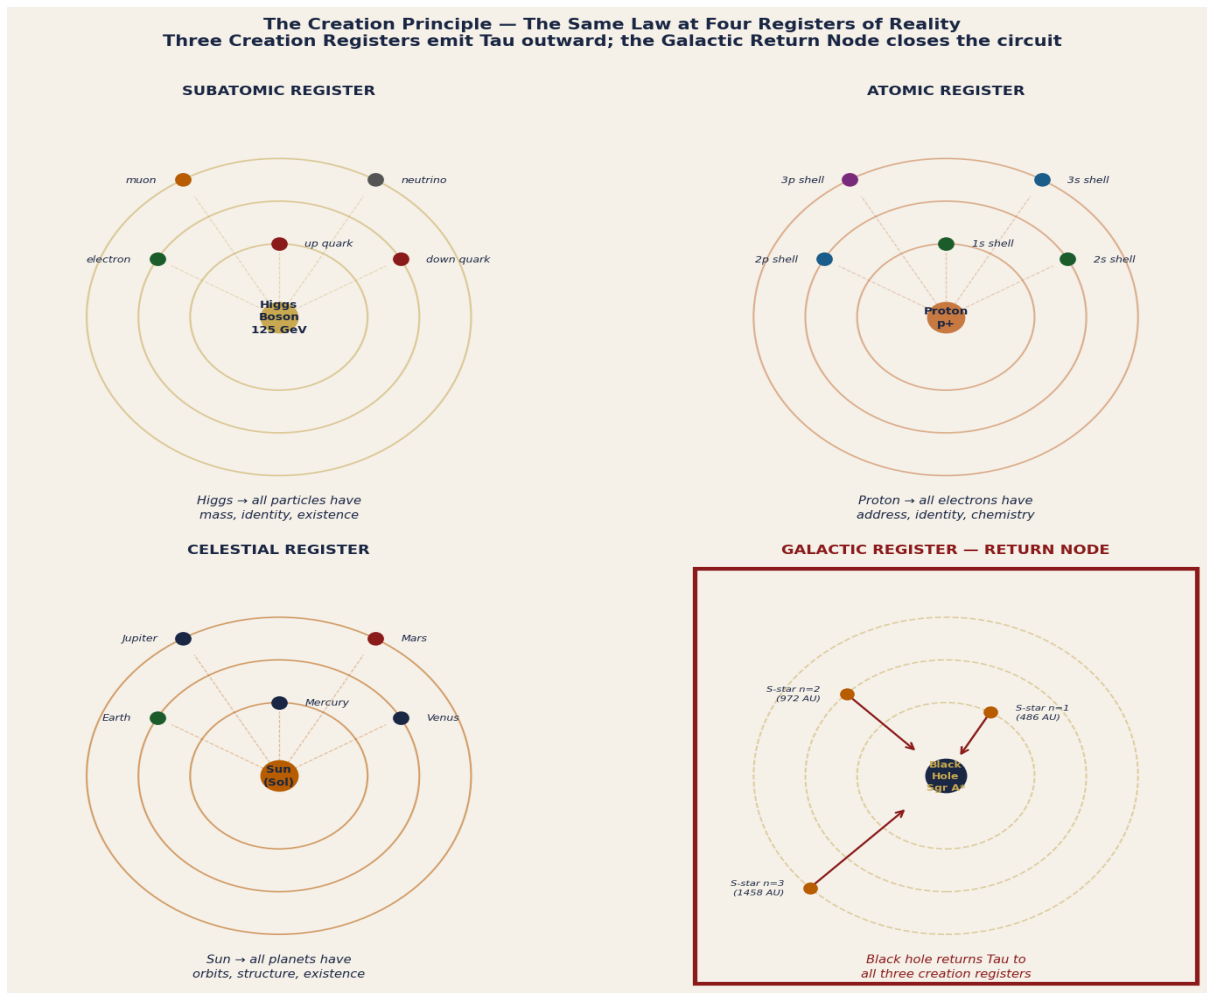 The Creation Principle — The Same Law at Four Registers of Reality
Three Creation Registers emit Tau outward; the Galactic Return Node closes the circuit
SUBATOMIC REGISTER
muon
neutrino
up quark
electron
down quark
Higgs
Boson
125 GeV
Higgs → all particles have
mass, identity, existence
ATOMIC REGISTER
3p shell
3s shell
1s shell
2p shell
2s shell
Proton
p+
Proton → all electrons have
address, identity, chemistry
CELESTIAL REGISTER
Jupiter
Mars
Mercury
Earth
Venus
Sun
(Sol)
Sun → all planets have
orbits, structure, existence
GALACTIC REGISTER — RETURN NODE
S-star n=2
(972 AU)
S-star n=1
(486 AU)
Black
Hole
Sgr A*
S-star n=3
(1458 AU)
Black hole returns Tau to
all three creation registers